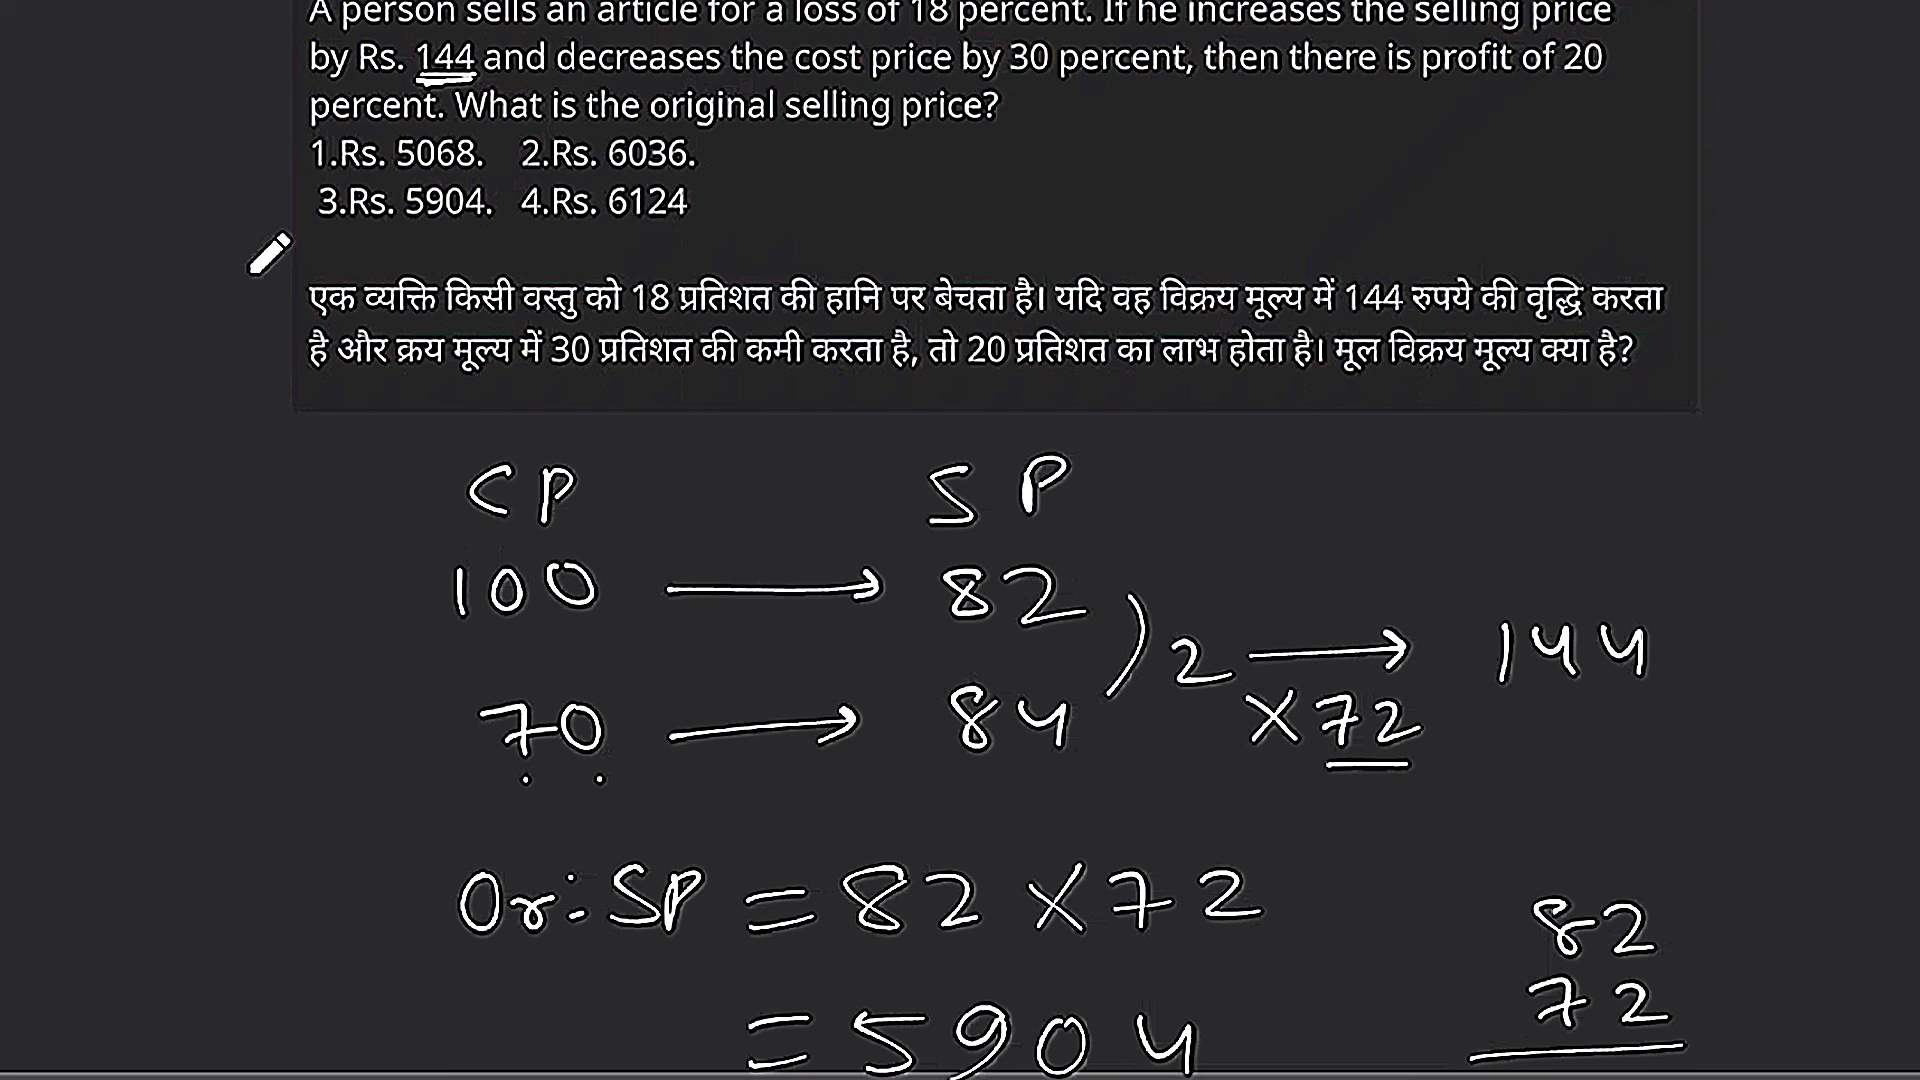 A person sells an article for a loss of 18 percent. If he increases the selling price
by Rs. 144 and decreases the cost price by 30 percent, then there is profit of 20
percent. What is the original selling price?
1.Rs. 5068. 2.Rs. 6036.
3.Rs. 5904. 4.Rs. 6124
एक व्यक्ति किसी वस्तु को 18 प्रतिशत की हानि पर बेचता है। यदि वह विक्रय मूल्य में 144 रुपये की वृद्धि करता
है और क्रय मूल्य में 30 प्रतिशत की कमी करता है, तो 20 प्रतिशत का लाभ होता है। मूल विक्रय मूल्य क्या है?
CP SP
100 → 82
) 2 → 144
70 → 84 × 72
Or: SP = 82 × 72
82
72
= 5904